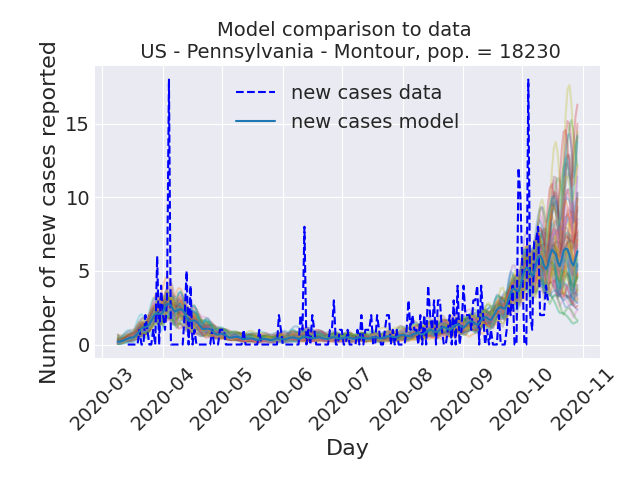 Model comparison to data
US - Pennsylvania - Montour, pop. = 18230
Number of new cases reported
15
10
5
0
new cases data
new cases model
2020-03
2020-04
2020-05
2020-06
2020-07
2020-08
2020-09
2020-10
2020-11
Day